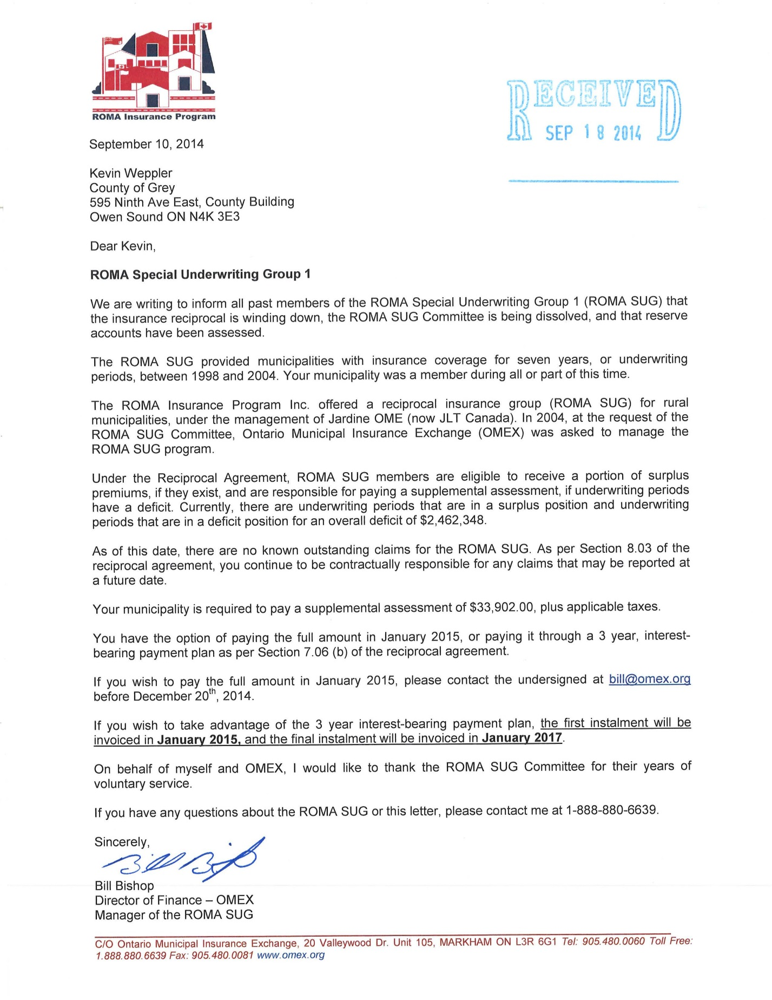 ROMA Insurance Program
RECEIVED
SEP 18 2014
September 10, 2014
Kevin Weppler
County of Grey
595 Ninth Ave East, County Building
Owen Sound ON N4K 3E3
Dear Kevin,
ROMA Special Underwriting Group 1
We are writing to inform all past members of the ROMA Special Underwriting Group 1 (ROMA SUG) that
the insurance reciprocal is winding down, the ROMA SUG Committee is being dissolved, and that reserve
accounts have been assessed.
The ROMA SUG provided municipalities with insurance coverage for seven years, or underwriting
periods, between 1998 and 2004. Your municipality was a member during all or part of this time.
The ROMA Insurance Program Inc. offered a reciprocal insurance group (ROMA SUG) for rural
municipalities, under the management of Jardine OME (now JLT Canada). In 2004, at the request of the
ROMA SUG Committee, Ontario Municipal Insurance Exchange (OMEX) was asked to manage the
ROMA SUG program.
Under the Reciprocal Agreement, ROMA SUG members are eligible to receive a portion of surplus
premiums, if they exist, and are responsible for paying a supplemental assessment, if underwriting periods
have a deficit. Currently, there are underwriting periods that are in a surplus position and underwriting
periods that are in a deficit position for an overall deficit of $2,462,348.
As of this date, there are no known outstanding claims for the ROMA SUG. As per Section 8.03 of the
reciprocal agreement, you continue to be contractually responsible for any claims that may be reported at
a future date.
Your municipality is required to pay a supplemental assessment of $33,902.00, plus applicable taxes.
You have the option of paying the full amount in January 2015, or paying it through a 3 year, interest-
bearing payment plan as per Section 7.06 (b) of the reciprocal agreement.
If you wish to pay the full amount in January 2015, please contact the undersigned at bill@omex.org
before December 20th, 2014.
If you wish to take advantage of the 3 year interest-bearing payment plan, the first instalment will be
invoiced in January 2015, and the final instalment will be invoiced in January 2017.
On behalf of myself and OMEX, I would like to thank the ROMA SUG Committee for their years of
voluntary service.
If you have any questions about the ROMA SUG or this letter, please contact me at 1-888-880-6639.
Sincerely,
Bill Bishop
Bill Bishop
Director of Finance – OMEX
Manager of the ROMA SUG
C/O Ontario Municipal Insurance Exchange, 20 Valleywood Dr. Unit 105, MARKHAM ON L3R 6G1 Tel: 905.480.0060 Toll Free:
1.888.880.6639 Fax: 905.480.0081 www.omex.org